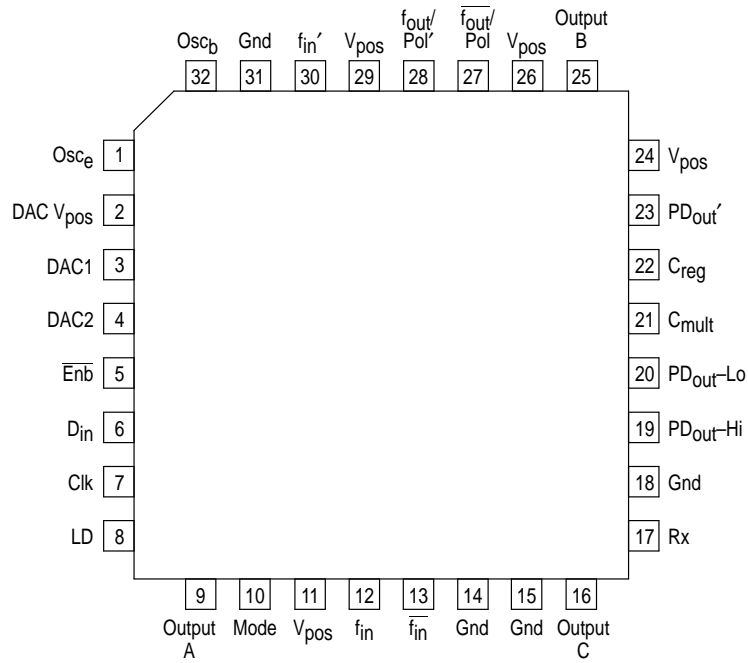 f_out/ f_out/ Output
Osc_b Gnd f_in′ V_pos Pol′ Pol V_pos B
32 31 30 29 28 27 26 25
Osc_e 1
24 V_pos
DAC V_pos 2
23 PD_out′
DAC1 3
22 C_reg
DAC2 4
21 C_mult
Enb 5
20 PD_out–Lo
D_in 6
19 PD_out–Hi
Clk 7
18 Gnd
LD 8
17 Rx
9 10 11 12 13 14 15 16
Output Mode V_pos f_in f_in Gnd Gnd Output
A C